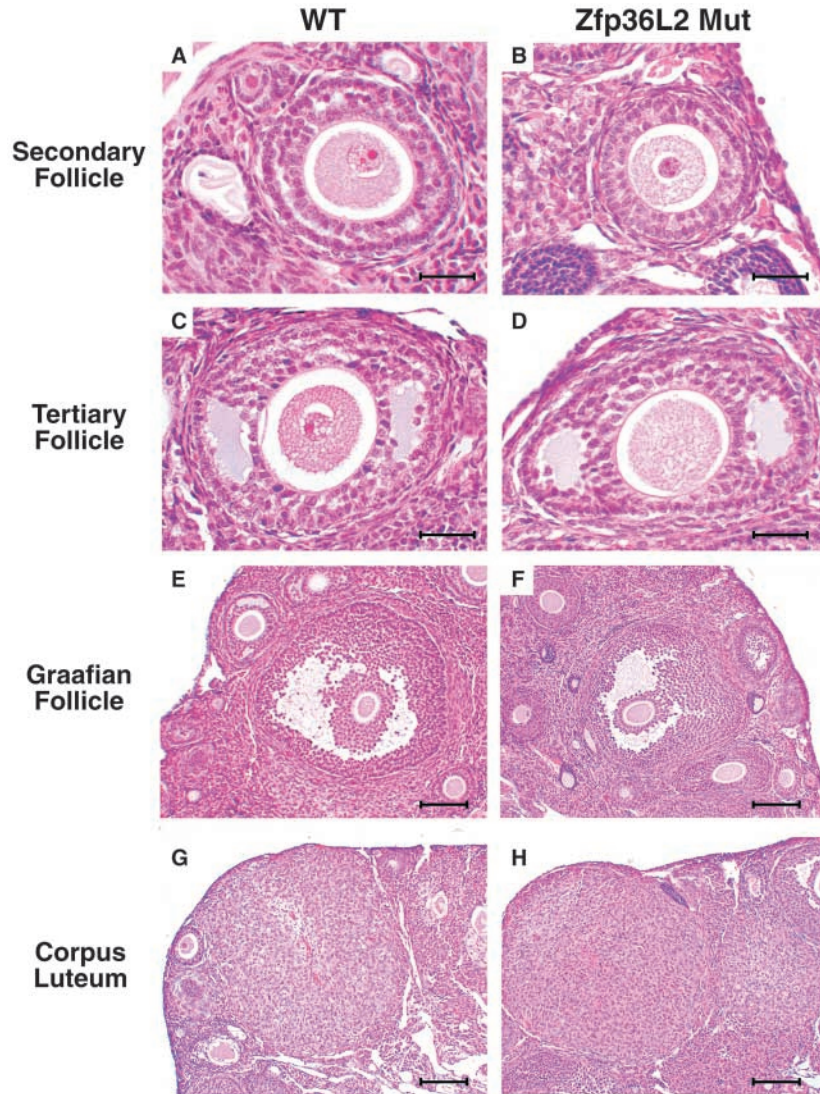 WT
Zfp36L2 Mut
A
B
Secondary
Follicle
C
D
Tertiary
Follicle
E
F
Graafian
Follicle
G
H
Corpus
Luteum